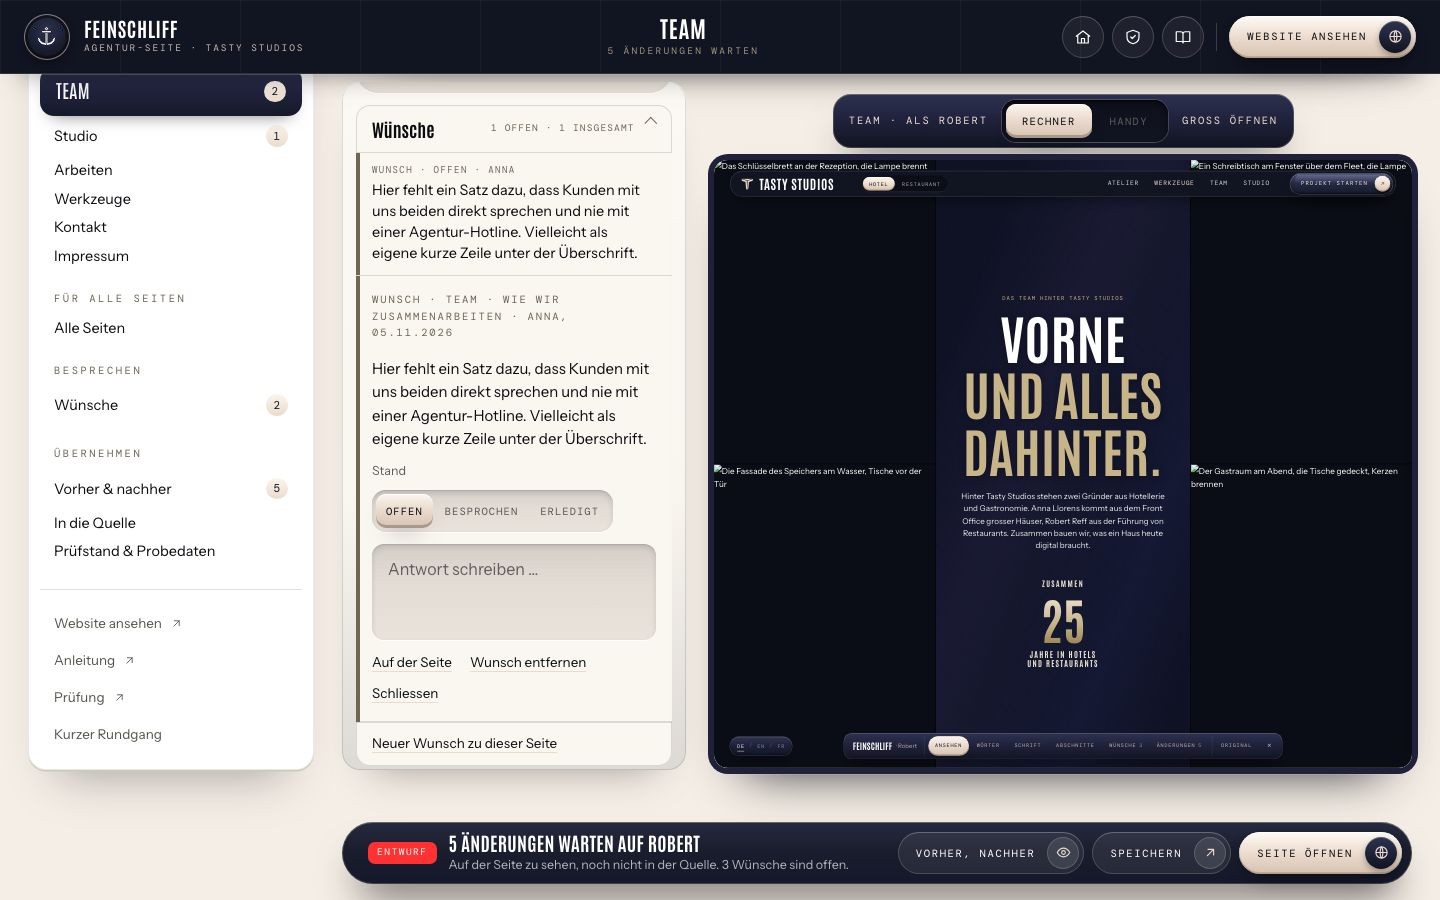 FEINSCHLIFF
AGENTUR-SEITE · TASTY STUDIOS
TEAM
5 ÄNDERUNGEN WARTEN
WEBSITE ANSEHEN
TEAM 2
Studio 1
Arbeiten
Werkzeuge
Kontakt
Impressum
FÜR ALLE SEITEN
Alle Seiten
BESPRECHEN
Wünsche 2
ÜBERNEHMEN
Vorher & nachher 5
In die Quelle
Prüfstand & Probedaten
Website ansehen
Anleitung
Prüfung
Kurzer Rundgang
Wünsche 1 OFFEN · 1 INSGESAMT
WUNSCH · OFFEN · ANNA
Hier fehlt ein Satz dazu, dass Kunden mit
uns beiden direkt sprechen und nie mit
einer Agentur-Hotline. Vielleicht als
eigene kurze Zeile unter der Überschrift.
WUNSCH · TEAM · WIE WIR
ZUSAMMENARBEITEN · ANNA,
05.11.2026
Hier fehlt ein Satz dazu, dass Kunden mit
uns beiden direkt sprechen und nie mit
einer Agentur-Hotline. Vielleicht als
eigene kurze Zeile unter der Überschrift.
Stand
OFFEN BESPROCHEN ERLEDIGT
Antwort schreiben …
Auf der Seite Wunsch entfernen
Schliessen
Neuer Wunsch zu dieser Seite
TEAM · ALS ROBERT RECHNER HANDY GROSS ÖFFNEN
Das Schlüsselbrett an der Rezeption, die Lampe brennt
Ein Schreibtisch am Fenster über dem Fleet, die Lampe
TASTY STUDIOS HOTEL RESTAURANT ATELIER WERKZEUGE TEAM STUDIO PROJEKT STARTEN
DAS TEAM HINTER TASTY STUDIOS
VORNE
UND ALLES
DAHINTER.
Die Fassade des Speichers am Wasser, Tische vor der
Tür
Der Gastraum am Abend, die Tische gedeckt, Kerzen
brennen
Hinter Tasty Studios stehen zwei Gründer aus Hotellerie
und Gastronomie. Anna Llorens kommt aus dem Front
Office grosser Häuser, Robert Reff aus der Führung von
Restaurants. Zusammen bauen wir, was ein Haus heute
digital braucht.
ZUSAMMEN
25
JAHRE IN HOTELS
UND RESTAURANTS
DE / EN / FR
FEINSCHLIFF Robert ANSEHEN WÖRTER SCHRIFT ABSCHNITTE WÜNSCHE 3 ÄNDERUNGEN 5 ORIGINAL ×
ENTWURF
5 ÄNDERUNGEN WARTEN AUF ROBERT
Auf der Seite zu sehen, noch nicht in der Quelle. 3 Wünsche sind offen.
VORHER, NACHHER
SPEICHERN
SEITE ÖFFNEN